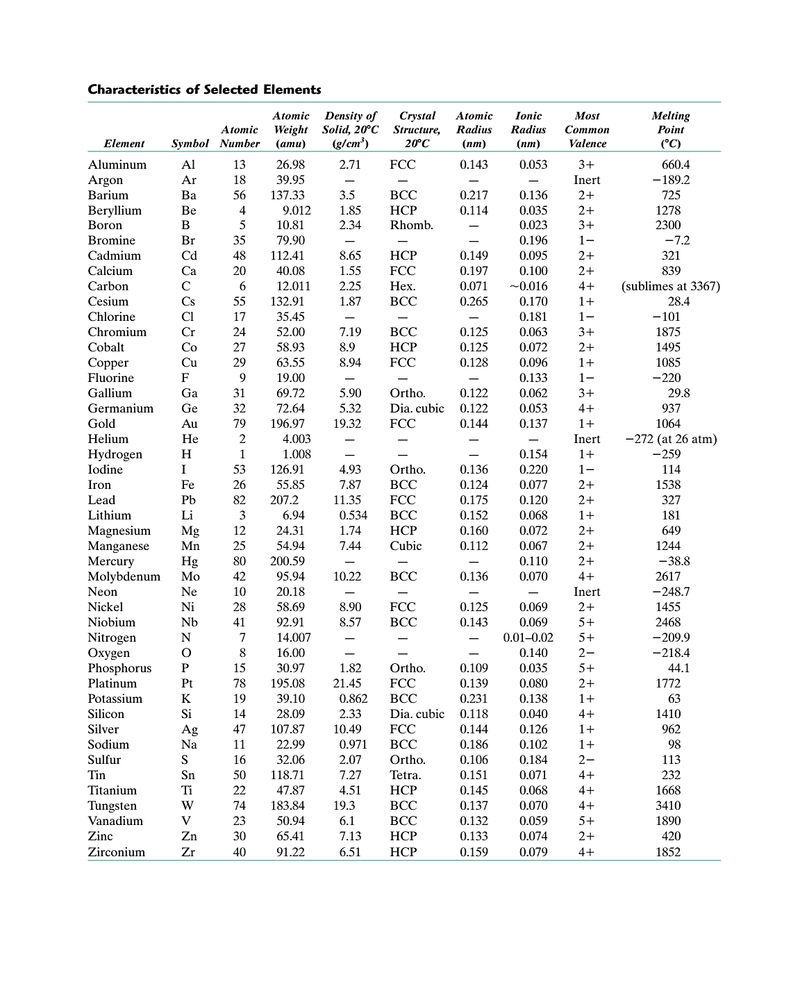 Characteristics of Selected Elements
Atomic Density of Crystal Atomic Ionic Most Melting
Atomic Weight Solid, 20°C Structure, Radius Radius Common Point
Element Symbol Number (amu) (g/cm³) 20°C (nm) (nm) Valence (°C)
Aluminum Al 13 26.98 2.71 FCC 0.143 0.053 3+ 660.4
Argon Ar 18 39.95 — — — — Inert −189.2
Barium Ba 56 137.33 3.5 BCC 0.217 0.136 2+ 725
Beryllium Be 4 9.012 1.85 HCP 0.114 0.035 2+ 1278
Boron B 5 10.81 2.34 Rhomb. — 0.023 3+ 2300
Bromine Br 35 79.90 — — — 0.196 1− −7.2
Cadmium Cd 48 112.41 8.65 HCP 0.149 0.095 2+ 321
Calcium Ca 20 40.08 1.55 FCC 0.197 0.100 2+ 839
Carbon C 6 12.011 2.25 Hex. 0.071 ~0.016 4+ (sublimes at 3367)
Cesium Cs 55 132.91 1.87 BCC 0.265 0.170 1+ 28.4
Chlorine Cl 17 35.45 — — — 0.181 1− −101
Chromium Cr 24 52.00 7.19 BCC 0.125 0.063 3+ 1875
Cobalt Co 27 58.93 8.9 HCP 0.125 0.072 2+ 1495
Copper Cu 29 63.55 8.94 FCC 0.128 0.096 1+ 1085
Fluorine F 9 19.00 — — — 0.133 1− −220
Gallium Ga 31 69.72 5.90 Ortho. 0.122 0.062 3+ 29.8
Germanium Ge 32 72.64 5.32 Dia. cubic 0.122 0.053 4+ 937
Gold Au 79 196.97 19.32 FCC 0.144 0.137 1+ 1064
Helium He 2 4.003 — — — — Inert −272 (at 26 atm)
Hydrogen H 1 1.008 — — — 0.154 1+ −259
Iodine I 53 126.91 4.93 Ortho. 0.136 0.220 1− 114
Iron Fe 26 55.85 7.87 BCC 0.124 0.077 2+ 1538
Lead Pb 82 207.2 11.35 FCC 0.175 0.120 2+ 327
Lithium Li 3 6.94 0.534 BCC 0.152 0.068 1+ 181
Magnesium Mg 12 24.31 1.74 HCP 0.160 0.072 2+ 649
Manganese Mn 25 54.94 7.44 Cubic 0.112 0.067 2+ 1244
Mercury Hg 80 200.59 — — — 0.110 2+ −38.8
Molybdenum Mo 42 95.94 10.22 BCC 0.136 0.070 4+ 2617
Neon Ne 10 20.18 — — — — Inert −248.7
Nickel Ni 28 58.69 8.90 FCC 0.125 0.069 2+ 1455
Niobium Nb 41 92.91 8.57 BCC 0.143 0.069 5+ 2468
Nitrogen N 7 14.007 — — — 0.01–0.02 5+ −209.9
Oxygen O 8 16.00 — — — 0.140 2− −218.4
Phosphorus P 15 30.97 1.82 Ortho. 0.109 0.035 5+ 44.1
Platinum Pt 78 195.08 21.45 FCC 0.139 0.080 2+ 1772
Potassium K 19 39.10 0.862 BCC 0.231 0.138 1+ 63
Silicon Si 14 28.09 2.33 Dia. cubic 0.118 0.040 4+ 1410
Silver Ag 47 107.87 10.49 FCC 0.144 0.126 1+ 962
Sodium Na 11 22.99 0.971 BCC 0.186 0.102 1+ 98
Sulfur S 16 32.06 2.07 Ortho. 0.106 0.184 2− 113
Tin Sn 50 118.71 7.27 Tetra. 0.151 0.071 4+ 232
Titanium Ti 22 47.87 4.51 HCP 0.145 0.068 4+ 1668
Tungsten W 74 183.84 19.3 BCC 0.137 0.070 4+ 3410
Vanadium V 23 50.94 6.1 BCC 0.132 0.059 5+ 1890
Zinc Zn 30 65.41 7.13 HCP 0.133 0.074 2+ 420
Zirconium Zr 40 91.22 6.51 HCP 0.159 0.079 4+ 1852